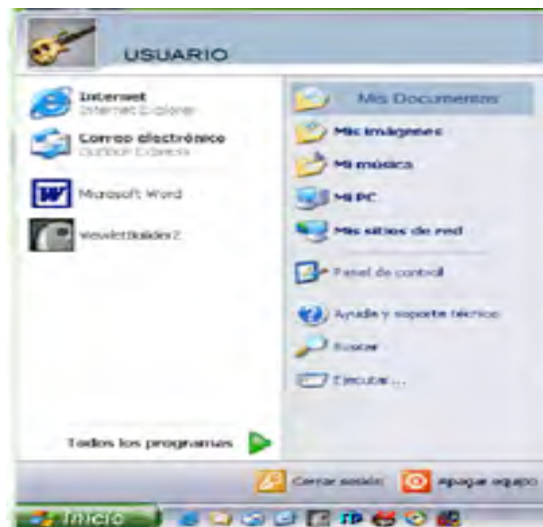 USUARIO
Internet
Internet Explorer
Correo electrónico
Outlook Express
Microsoft Word
ViewletBuilder2
Todos los programas
Mis Documentos
Mis imágenes
Mi música
Mi PC
Mis sitios de red
Panel de control
Ayuda y soporte técnico
Buscar
Ejecutar...
Cerrar sesión
Apagar equipo
Inicio